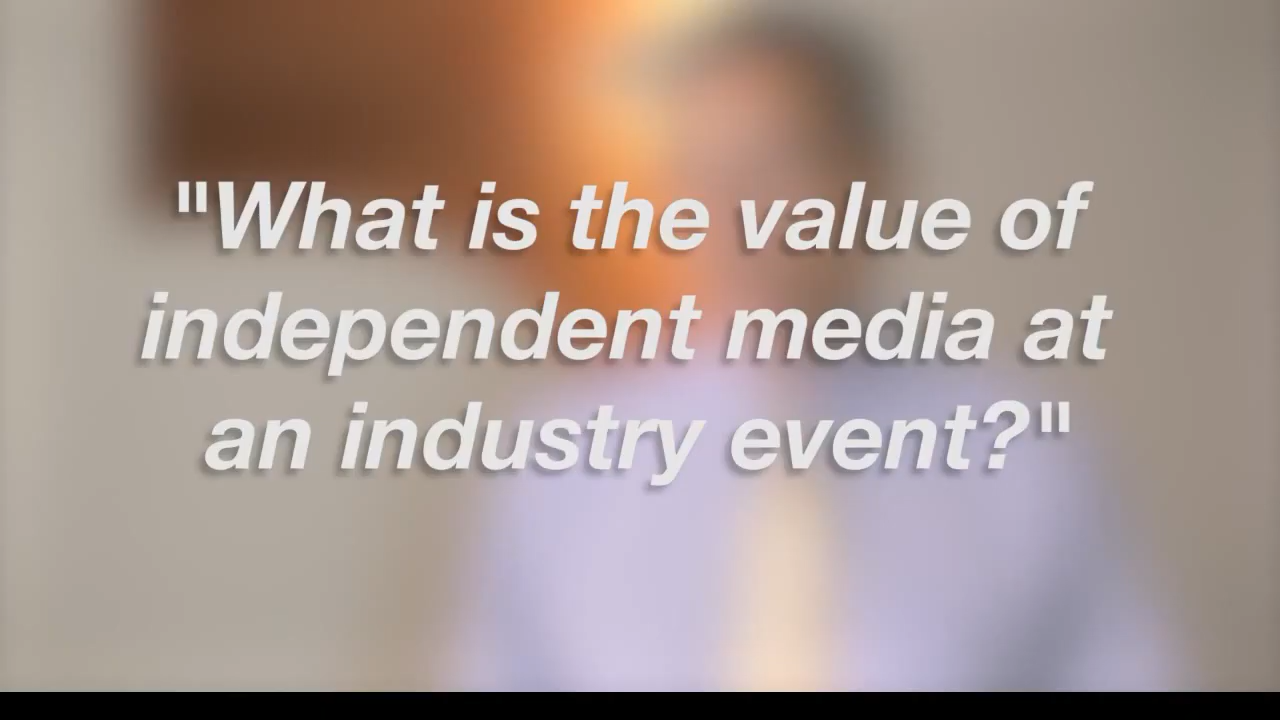 "What is the value of
independent media at
an industry event?"